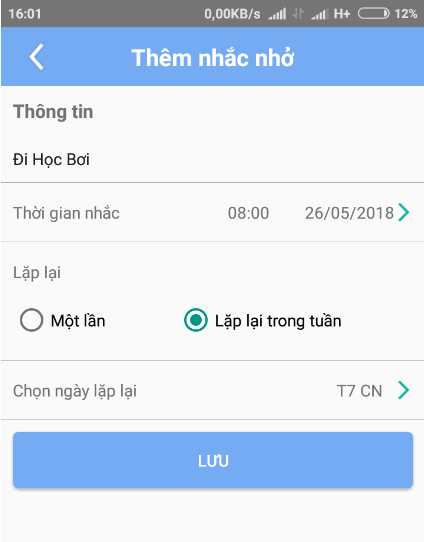 16:01 0,00KB/s H+ 12%
Thêm nhắc nhở
Thông tin
Đi Học Bơi
Thời gian nhắc 08:00 26/05/2018
Lặp lại
Một lần Lặp lại trong tuần
Chọn ngày lặp lại T7 CN
LƯU